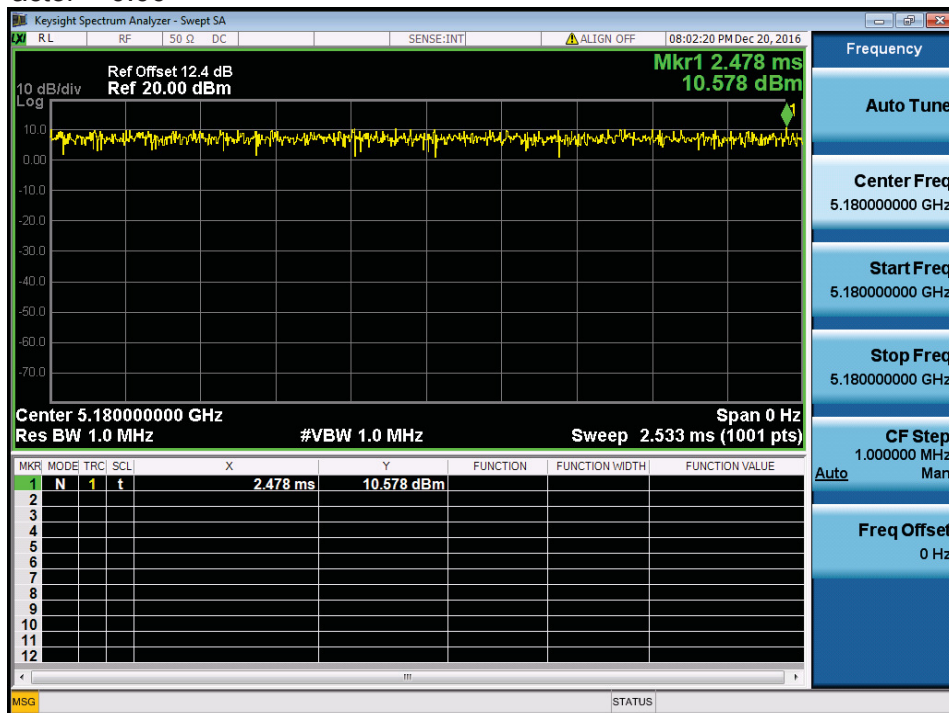 Keysight Spectrum Analyzer - Swept SA
LXI RL RF 50 Ω DC SENSE:INT ALIGN OFF 08:02:20 PM Dec 20, 2016
Mkr1 2.478 ms
10.578 dBm
Ref Offset 12.4 dB
Ref 20.00 dBm
10 dB/div
Log
1
10.0
0.00
-10.0
-20.0
-30.0
-40.0
-50.0
-60.0
-70.0
Center 5.180000000 GHz Span 0 Hz
Res BW 1.0 MHz #VBW 1.0 MHz Sweep 2.533 ms (1001 pts)
MKR MODE TRC SCL X Y FUNCTION FUNCTION WIDTH FUNCTION VALUE
1 N 1 t 2.478 ms 10.578 dBm
2
3
4
5
6
7
8
9
10
11
12
MSG STATUS
Frequency
Auto Tune
Center Freq
5.180000000 GHz
Start Freq
5.180000000 GHz
Stop Freq
5.180000000 GHz
CF Step
1.000000 MHz
Auto Man
Freq Offset
0 Hz